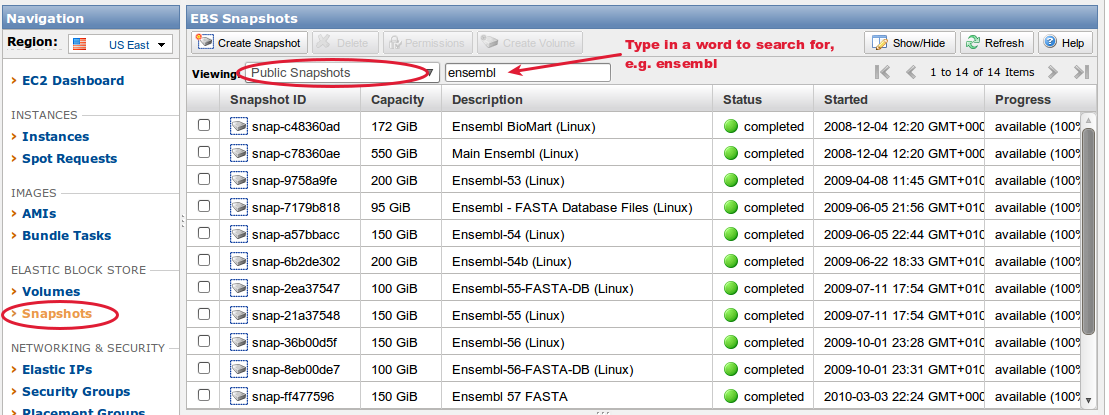 Navigation
Region: US East
EC2 Dashboard
INSTANCES
Instances
Spot Requests
IMAGES
AMIs
Bundle Tasks
ELASTIC BLOCK STORE
Volumes
Snapshots
NETWORKING & SECURITY
Elastic IPs
Security Groups
Placement Groups
EBS Snapshots
Create Snapshot Delete Permissions Create Volume Show/Hide Refresh Help
Type in a word to search for,
e.g. ensembl
Viewing: Public Snapshots ensembl 1 to 14 of 14 Items
Snapshot ID Capacity Description Status Started Progress
snap-c48360ad 172 GiB Ensembl BioMart (Linux) completed 2008-12-04 12:20 GMT+000 available (100%
snap-c78360ae 550 GiB Main Ensembl (Linux) completed 2008-12-04 12:20 GMT+000 available (100%
snap-9758a9fe 200 GiB Ensembl-53 (Linux) completed 2009-04-08 11:45 GMT+010 available (100%
snap-7179b818 95 GiB Ensembl - FASTA Database Files (Linux) completed 2009-06-05 21:56 GMT+010 available (100%
snap-a57bbacc 150 GiB Ensembl-54 (Linux) completed 2009-06-05 22:44 GMT+010 available (100%
snap-6b2de302 200 GiB Ensembl-54b (Linux) completed 2009-06-22 18:33 GMT+010 available (100%
snap-2ea37547 100 GiB Ensembl-55-FASTA-DB (Linux) completed 2009-07-11 17:54 GMT+010 available (100%
snap-21a37548 150 GiB Ensembl-55 (Linux) completed 2009-07-11 17:54 GMT+010 available (100%
snap-36b00d5f 150 GiB Ensembl-56 (Linux) completed 2009-10-01 23:28 GMT+010 available (100%
snap-8eb00de7 100 GiB Ensembl-56-FASTA-DB (Linux) completed 2009-10-01 23:31 GMT+010 available (100%
snap-ff477596 150 GiB Ensembl 57 FASTA completed 2010-03-03 22:24 GMT+000 available (100%